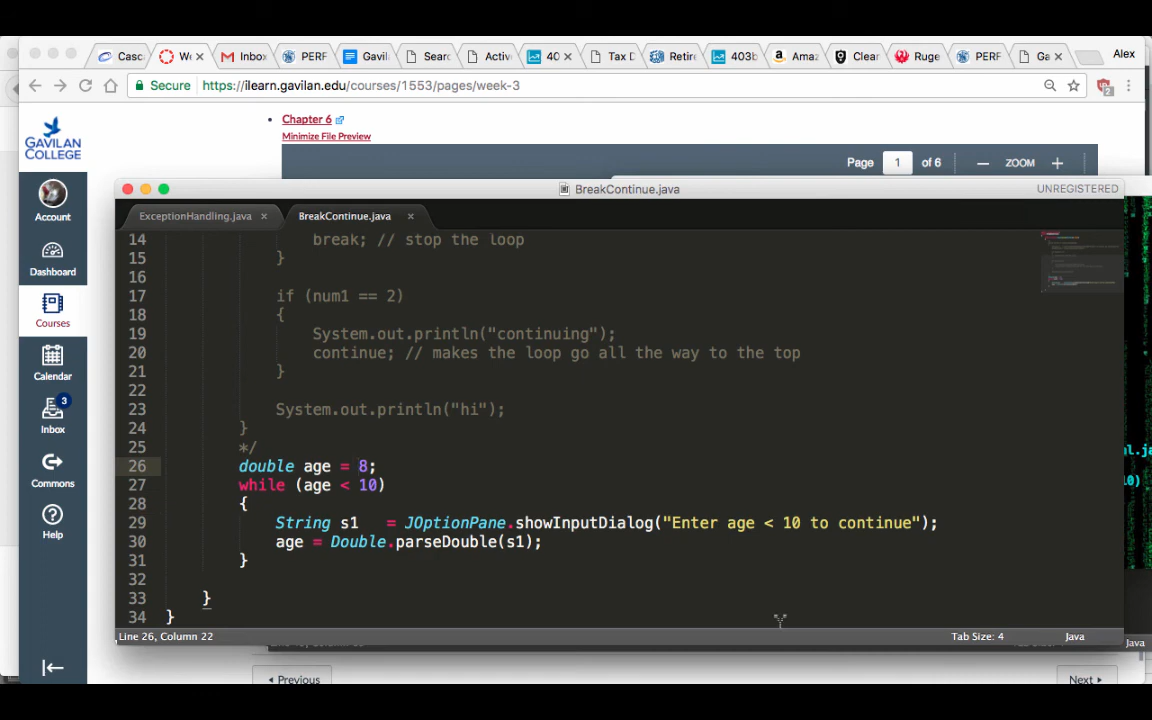 Casc
We
Inbox
PERF
Gavil
Searc
Active
40
Tax D
Retire
403b
Amaz
Clear
Ruge
PERF
Ga
Alex
Secure https://ilearn.gavilan.edu/courses/1553/pages/week-3
2
GAVILAN
COLLEGE
Account
Dashboard
Courses
Calendar
3
Inbox
Commons
Help
Chapter 6
Minimize File Preview
Page 1 of 6 ZOOM
BreakContinue.java
UNREGISTERED
ExceptionHandling.java
BreakContinue.java
14 break; // stop the loop
15 }
16
17 if (num1 == 2)
18 {
19 System.out.println("continuing");
20 continue; // makes the loop go all the way to the top
21 }
22
23 System.out.println("hi");
24 }
25 */
26 double age = 8;
27 while (age < 10)
28 {
29 String s1 = JOptionPane.showInputDialog("Enter age < 10 to continue");
30 age = Double.parseDouble(s1);
31 }
32
33 }
34 }
Line 26, Column 22
Tab Size: 4
Java
Java
Previous
Next